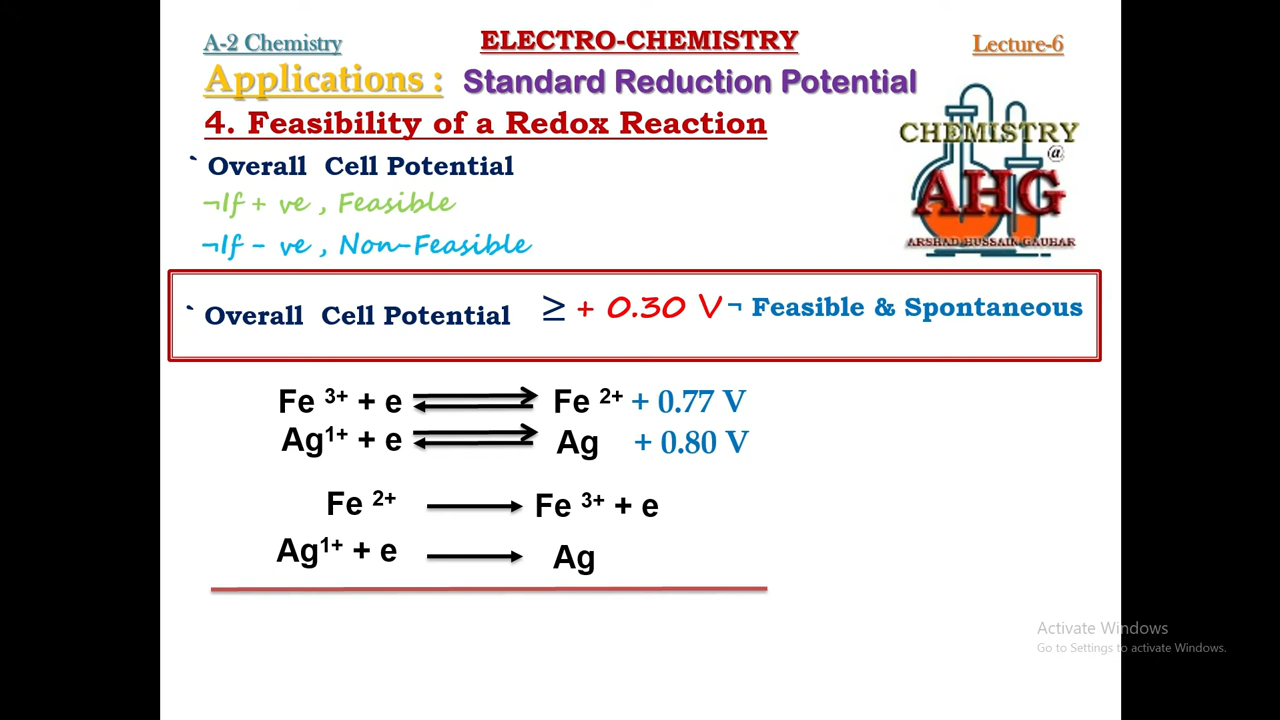 A-2 Chemistry ELECTRO-CHEMISTRY Lecture-6
Applications : Standard Reduction Potential
4. Feasibility of a Redox Reaction
` Overall Cell Potential
¬If + ve , Feasible
¬If - ve , Non-Feasible
CHEMISTRY
@
AHG
ARSHAD HUSSAIN GAUHAR
` Overall Cell Potential ≥ + 0.30 V ¬ Feasible & Spontaneous
Fe ³⁺ + e ⇌ Fe ²⁺ + 0.77 V
Ag¹⁺ + e ⇌ Ag + 0.80 V
Fe ²⁺ → Fe ³⁺ + e
Ag¹⁺ + e → Ag
Activate Windows
Go to Settings to activate Windows.